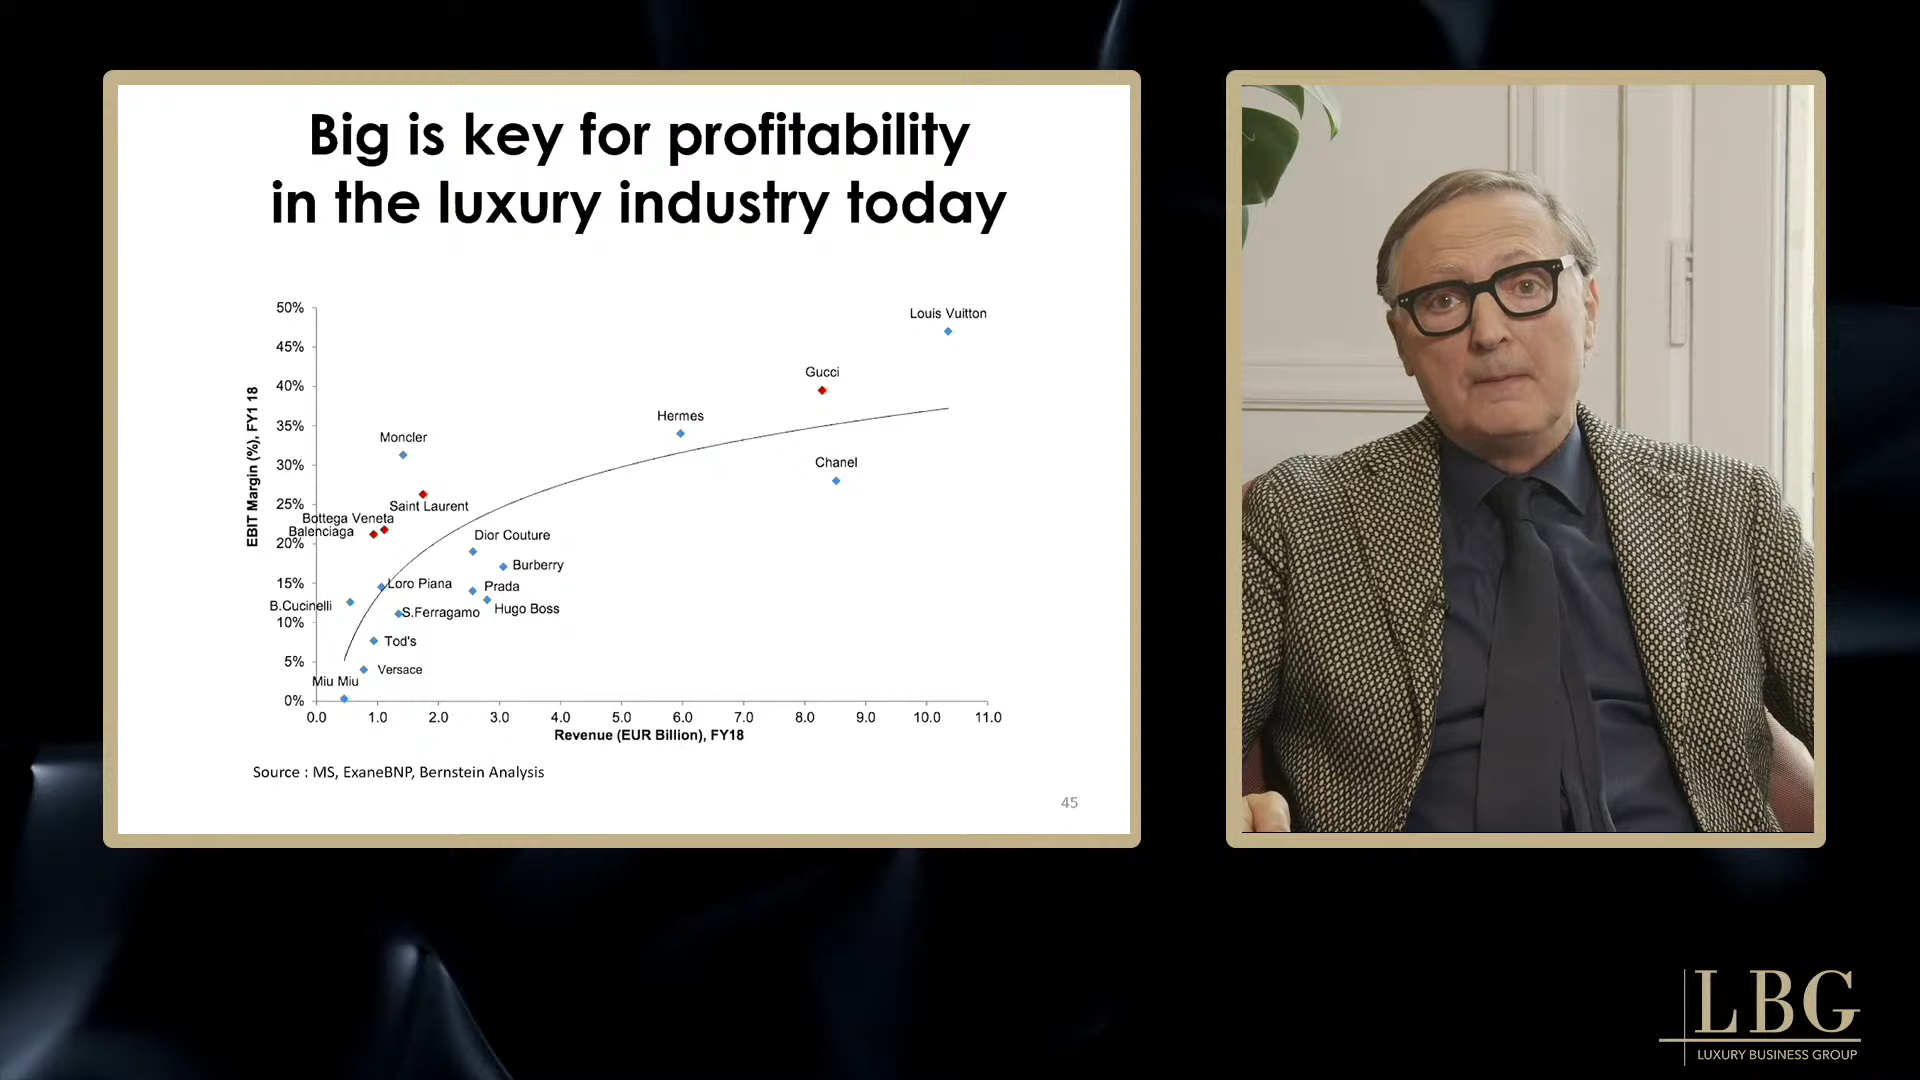 Big is key for profitability
in the luxury industry today
EBIT Margin (%), FY1 18
50%
45%
40%
35%
30%
25%
20%
15%
10%
5%
0%
Louis Vuitton
Gucci
Hermes
Moncler
Chanel
Saint Laurent
Bottega Veneta
Balenciaga
Dior Couture
Burberry
Loro Piana
Prada
B.Cucinelli
S.Ferragamo
Hugo Boss
Tod's
Versace
Miu Miu
0.0 1.0 2.0 3.0 4.0 5.0 6.0 7.0 8.0 9.0 10.0 11.0
Revenue (EUR Billion), FY18
Source : MS, ExaneBNP, Bernstein Analysis
45
LBG
LUXURY BUSINESS GROUP